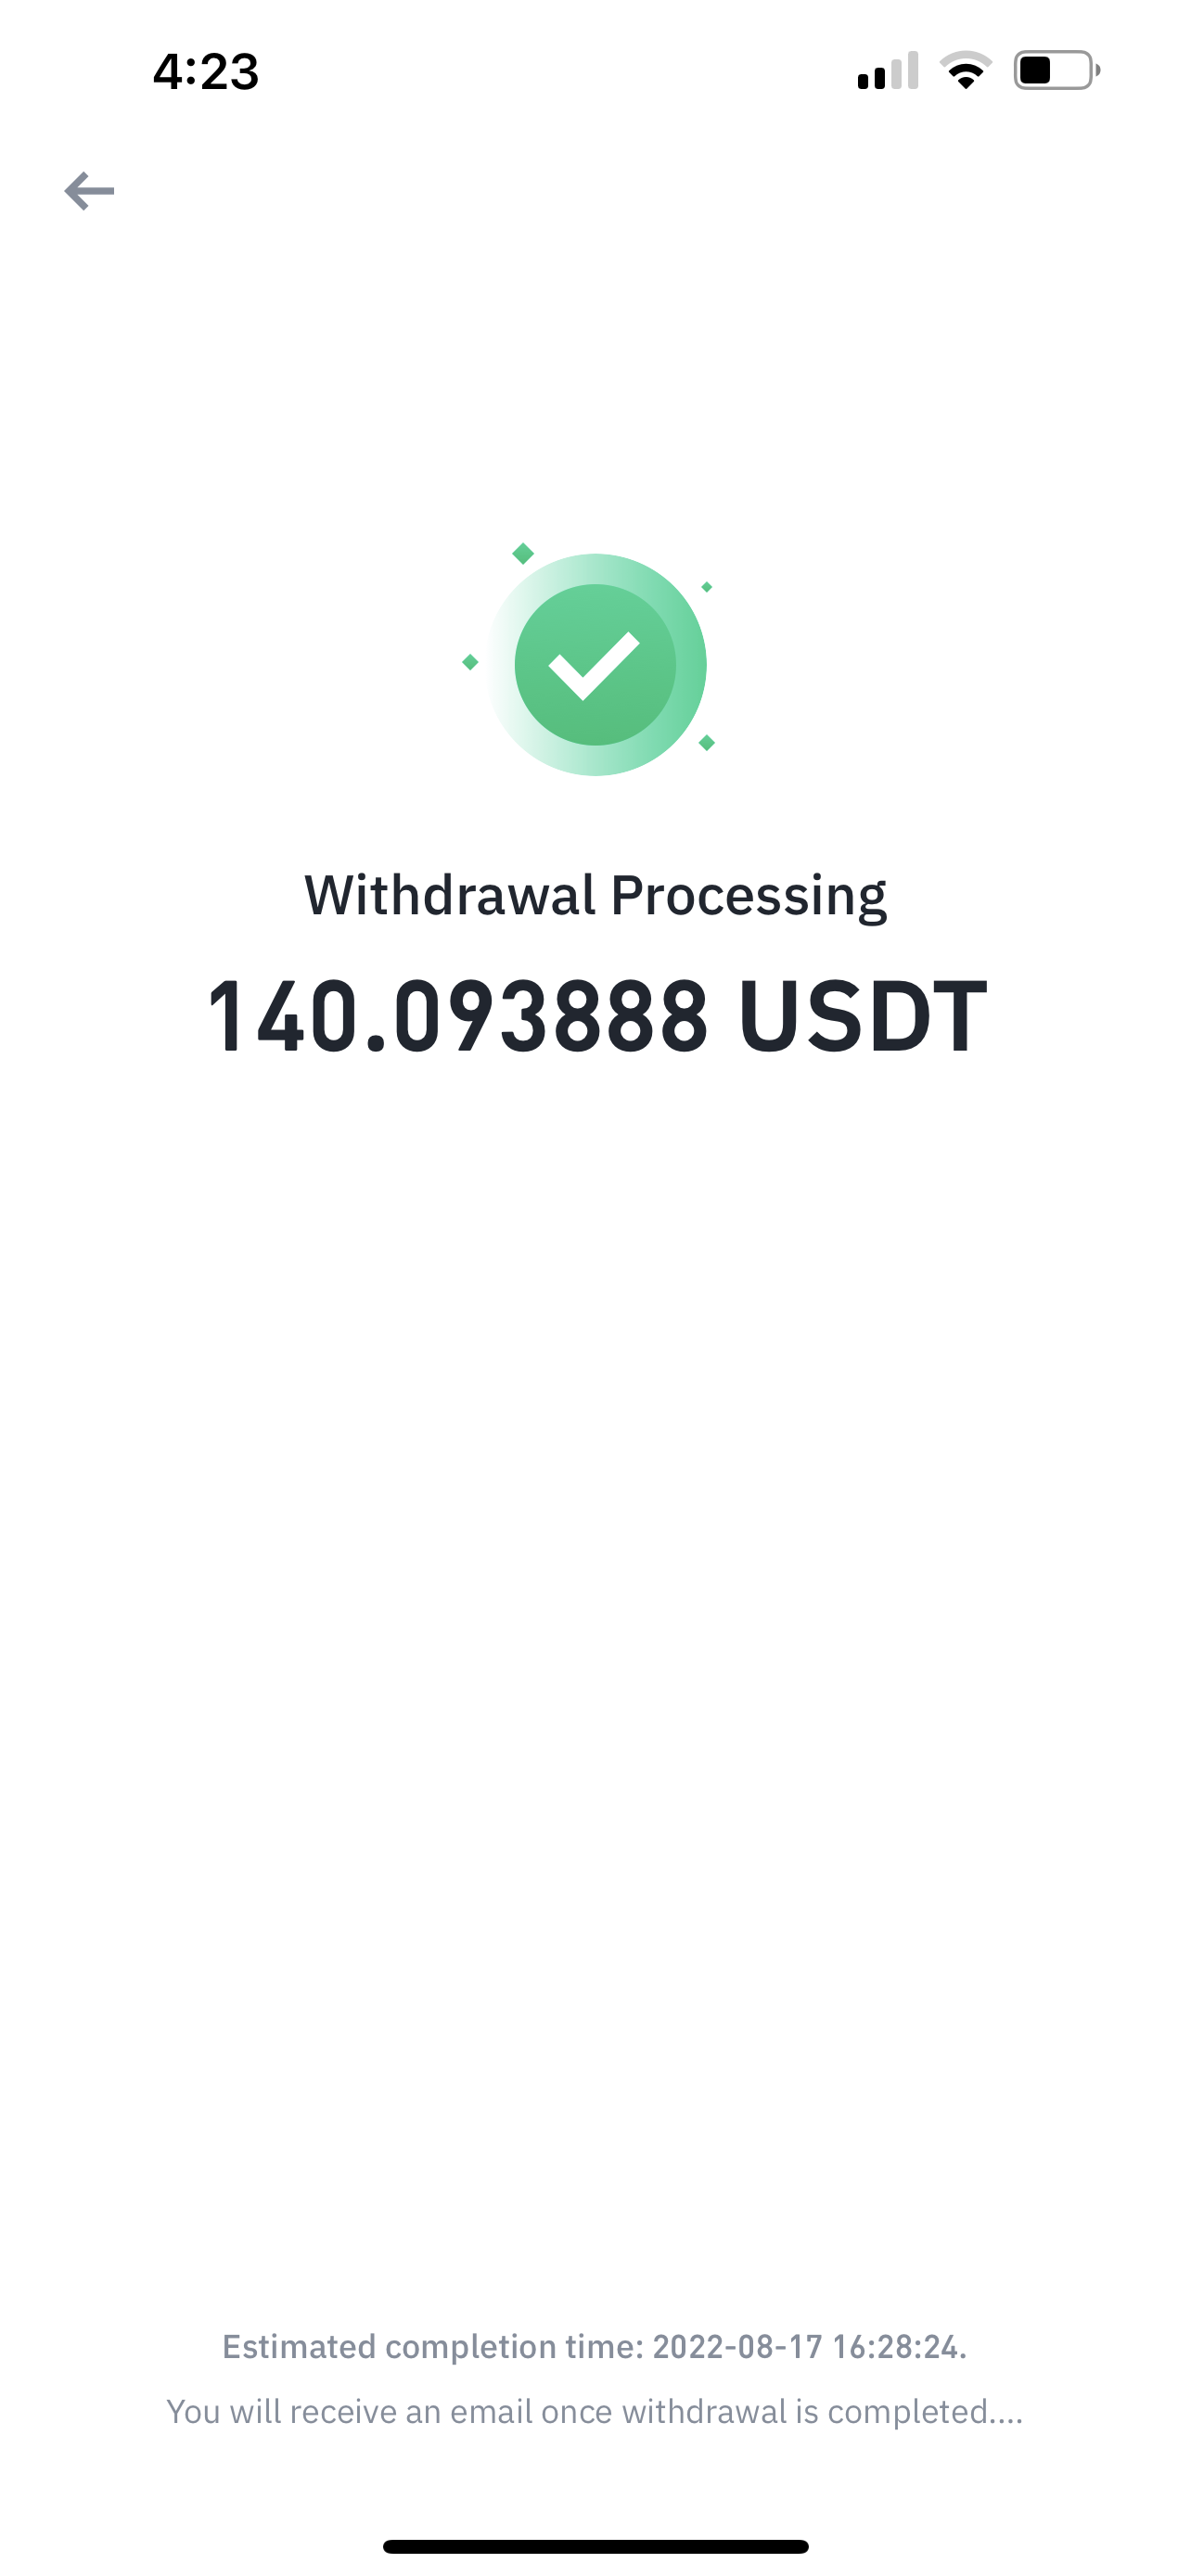 4:23
Withdrawal Processing
140.093888 USDT
Estimated completion time: 2022-08-17 16:28:24.
You will receive an email once withdrawal is completed....